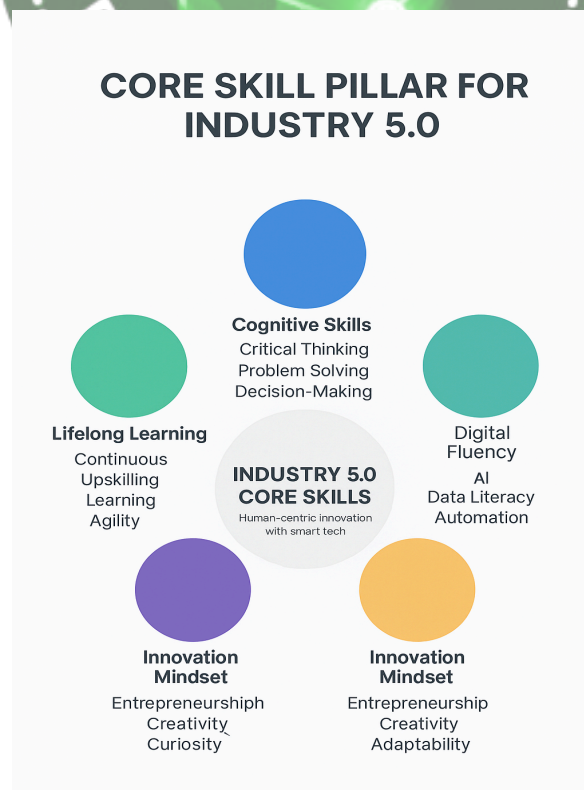 CORE SKILL PILLAR FOR
INDUSTRY 5.0
Cognitive Skills
Critical Thinking
Problem Solving
Decision-Making
Lifelong Learning
Continuous
Upskilling
Learning
Agility
Digital
Fluency
AI
Data Literacy
Automation
INDUSTRY 5.0
CORE SKILLS
Human-centric innovation
with smart tech
Innovation
Mindset
Entrepreneurshiph
Creativity
Curiosity
Innovation
Mindset
Entrepreneurship
Creativity
Adaptability